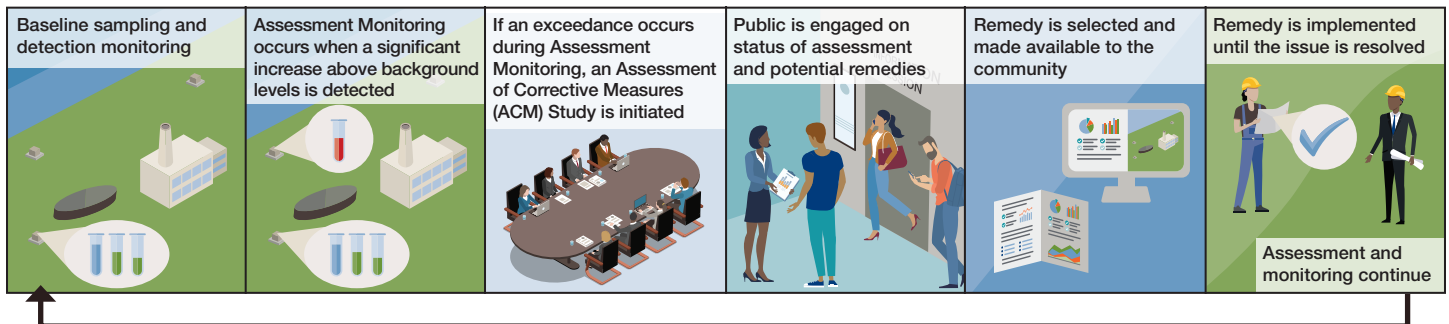 Baseline sampling and
detection monitoring
Assessment Monitoring
occurs when a significant
increase above background
levels is detected
If an exceedance occurs
during Assessment
Monitoring, an Assessment
of Corrective Measures
(ACM) Study is initiated
Public is engaged on
status of assessment
and potential remedies
Remedy is selected and
made available to the
community
Remedy is implemented
until the issue is resolved
Assessment and
monitoring continue